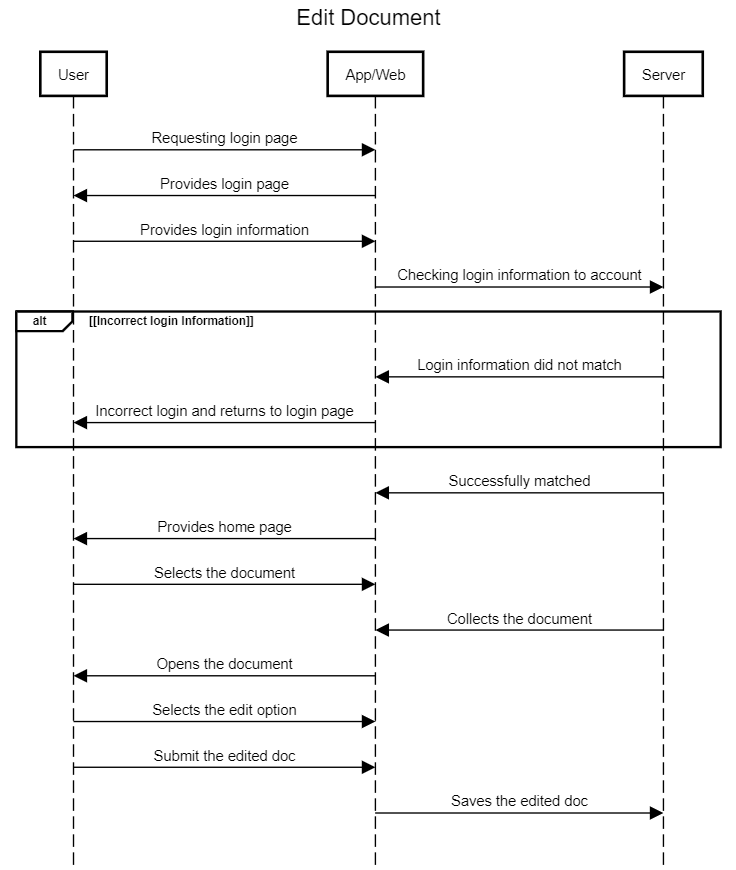 Edit Document
User
App/Web
Server
Requesting login page
Provides login page
Provides login information
Checking login information to account
alt
[[Incorrect login Information]]
Login information did not match
Incorrect login and returns to login page
Successfully matched
Provides home page
Selects the document
Collects the document
Opens the document
Selects the edit option
Submit the edited doc
Saves the edited doc